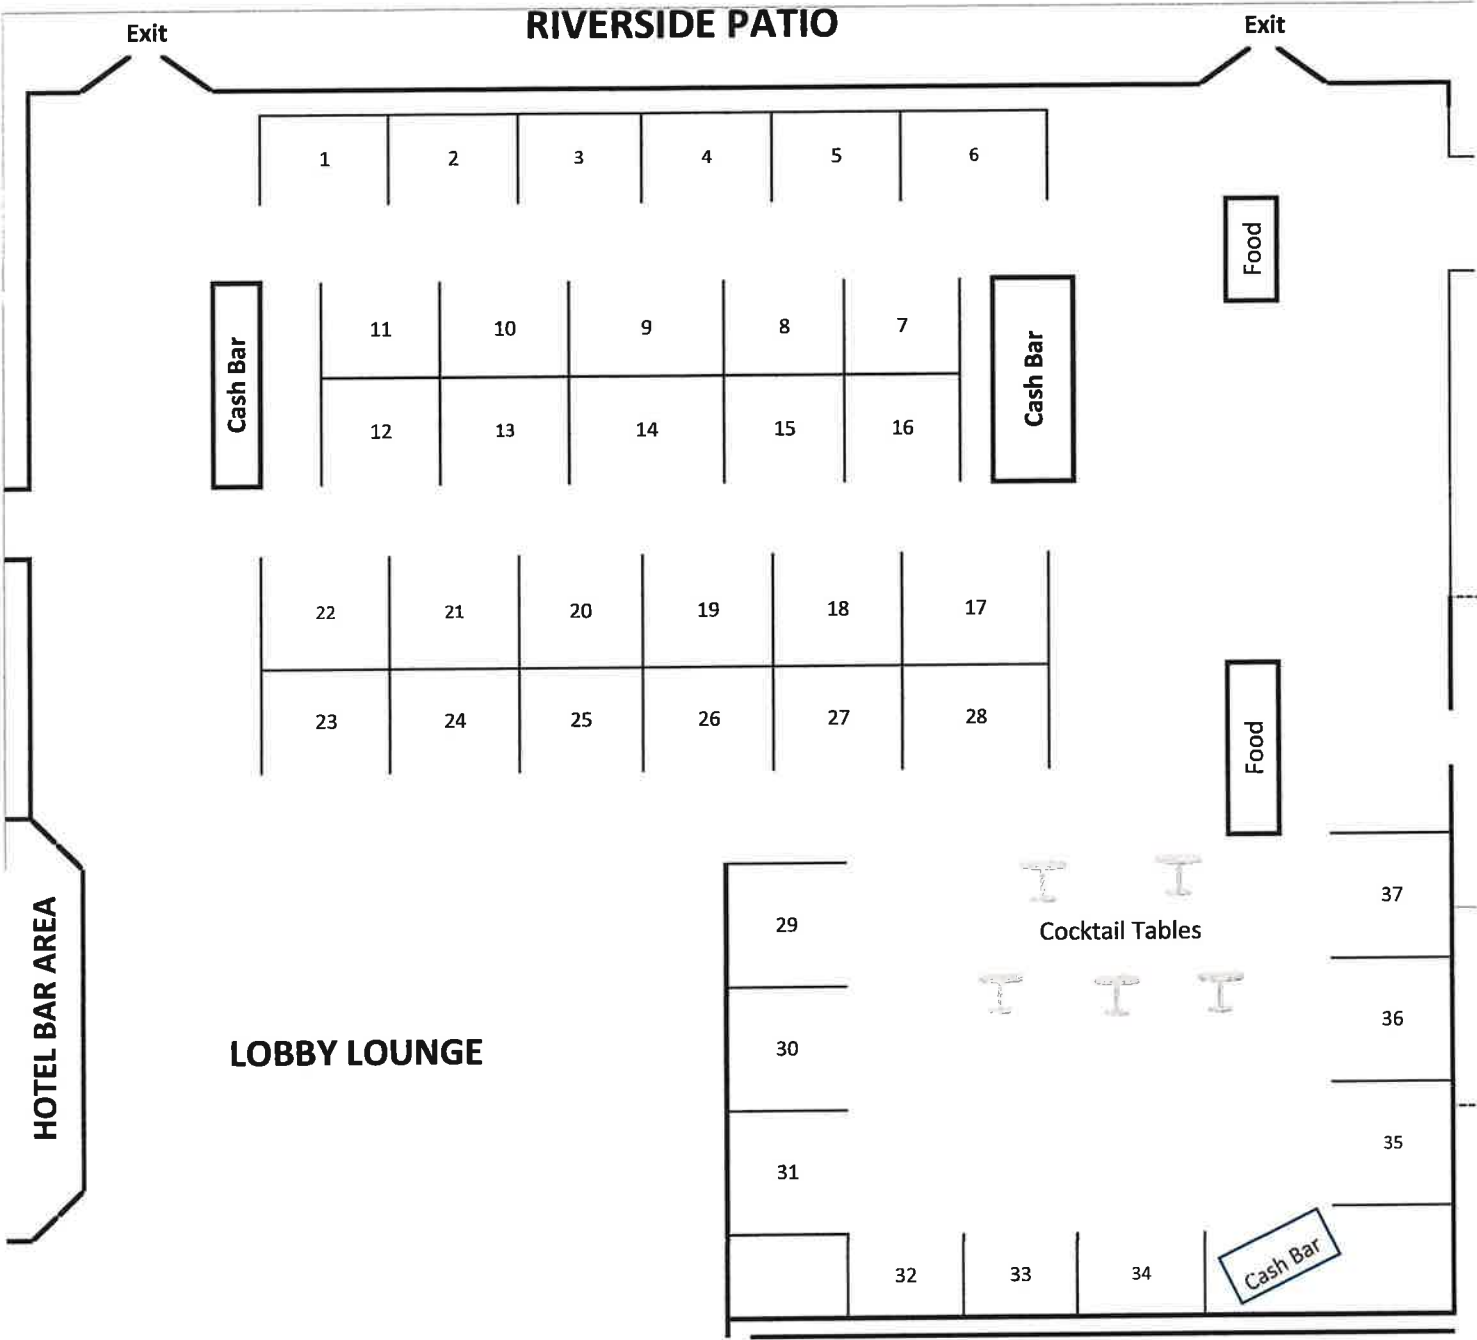 RIVERSIDE PATIO
Exit
Exit
1 2 3 4 5 6
Food
Cash Bar
11 10 9 8 7
Cash Bar
12 13 14 15 16
22 21 20 19 18 17
23 24 25 26 27 28
Food
37
29
Cocktail Tables
HOTEL BAR AREA
36
30
LOBBY LOUNGE
35
31
32 33 34
Cash Bar